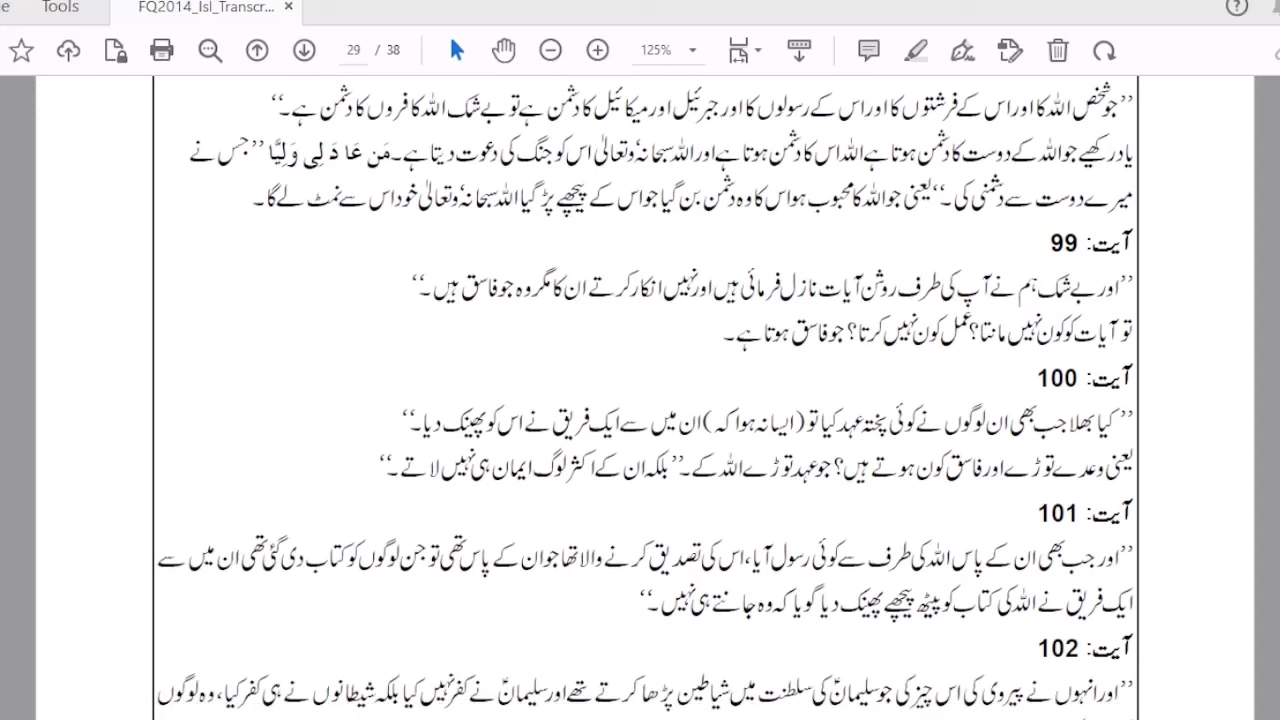 Tools FQ2014_Isl_Transcr... ×
29 / 38 125%
’’جو شخص اللہ کا اور اس کے فرشتوں کا اور اس کے رسولوں کا اور جبرئیل اور میکائیل کا دشمن ہے تو بے شک اللہ کافروں کا دشمن ہے۔‘‘
یاد رکھیے جو اللہ کے دوست کا دشمن ہوتا ہے اللہ اس کا دشمن ہوتا ہے اور اللہ سبحانہٗ وتعالیٰ اس کو جنگ کی دعوت دیتا ہے۔ مَن عَا دَ لِی وَلِیًّا ’’جس نے
میرے دوست سے دشمنی کی۔‘‘ یعنی جو اللہ کا محبوب ہو اس کا وہ دشمن بن گیا جو اس کے پیچھے پڑ گیا اللہ سبحانہٗ وتعالیٰ خود اس سے نمٹ لے گا۔
آیت: 99
’’اور بے شک ہم نے آپ کی طرف روشن آیات نازل فرمائی ہیں اور نہیں انکار کرتے ان کا مگر وہ جو فاسق ہیں۔‘‘
تو آیات کو کون نہیں مانتا؟ عمل کون نہیں کرتا؟ جو فاسق ہوتا ہے۔
آیت: 100
’’کیا بھلا جب بھی ان لوگوں نے کوئی پختہ عہد کیا تو (ایسا نہ ہوا کہ) ان میں سے ایک فریق نے اس کو پھینک دیا۔‘‘
یعنی وعدے توڑے اور فاسق کون ہوتے ہیں؟ جو عہد توڑے اللہ کے۔ ’’بلکہ ان کے اکثر لوگ ایمان ہی نہیں لاتے۔‘‘
آیت: 101
’’اور جب بھی ان کے پاس اللہ کی طرف سے کوئی رسول آیا، اس کی تصدیق کرنے والا تھا جو ان کے پاس تھی تو جن لوگوں کو کتاب دی گئی تھی ان میں سے
ایک فریق نے اللہ کی کتاب کو پیٹھ پیچھے پھینک دیا گویا کہ وہ جانتے ہی نہیں۔‘‘
آیت: 102
’’اور انہوں نے پیروی کی اس چیز کی جو سلیمانؑ کی سلطنت میں شیاطین پڑھا کرتے تھے اور سلیمانؑ نے کفر نہیں کیا بلکہ شیطانوں نے ہی کفر کیا، وہ لوگوں